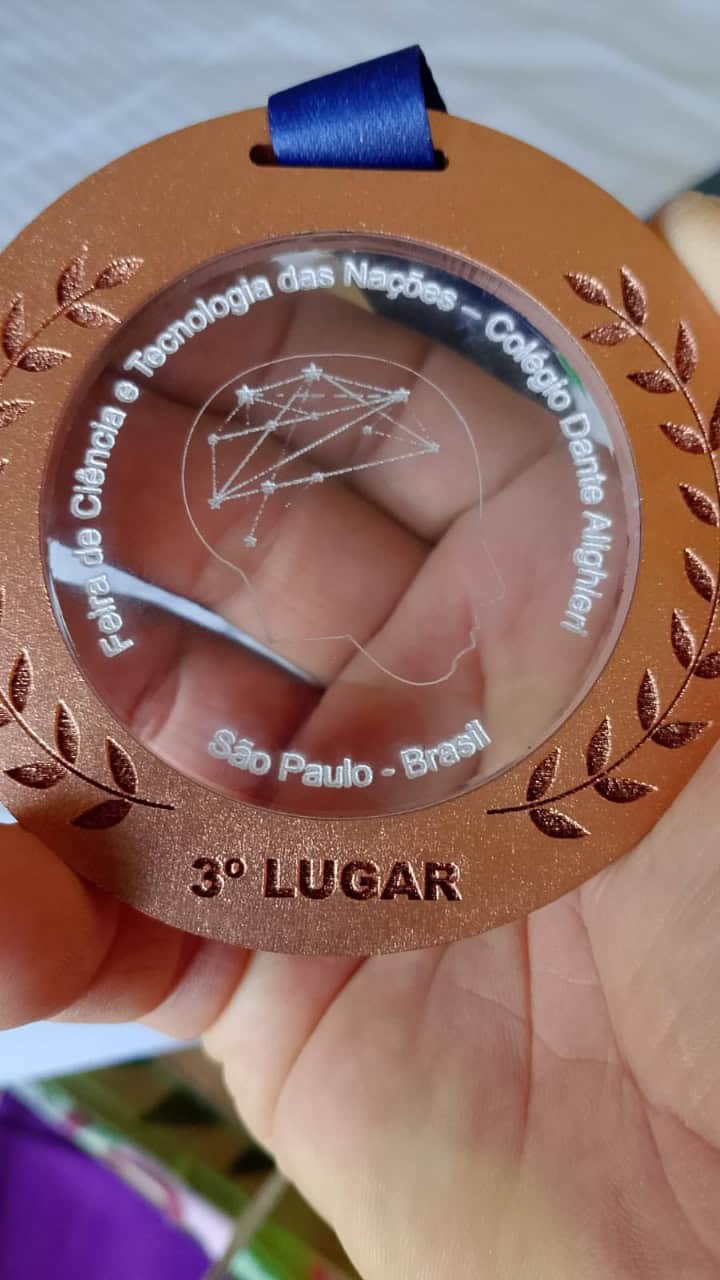 Feira de Ciência e Tecnologia das Nações – Colégio Dante Alighieri
São Paulo - Brasil
3º LUGAR